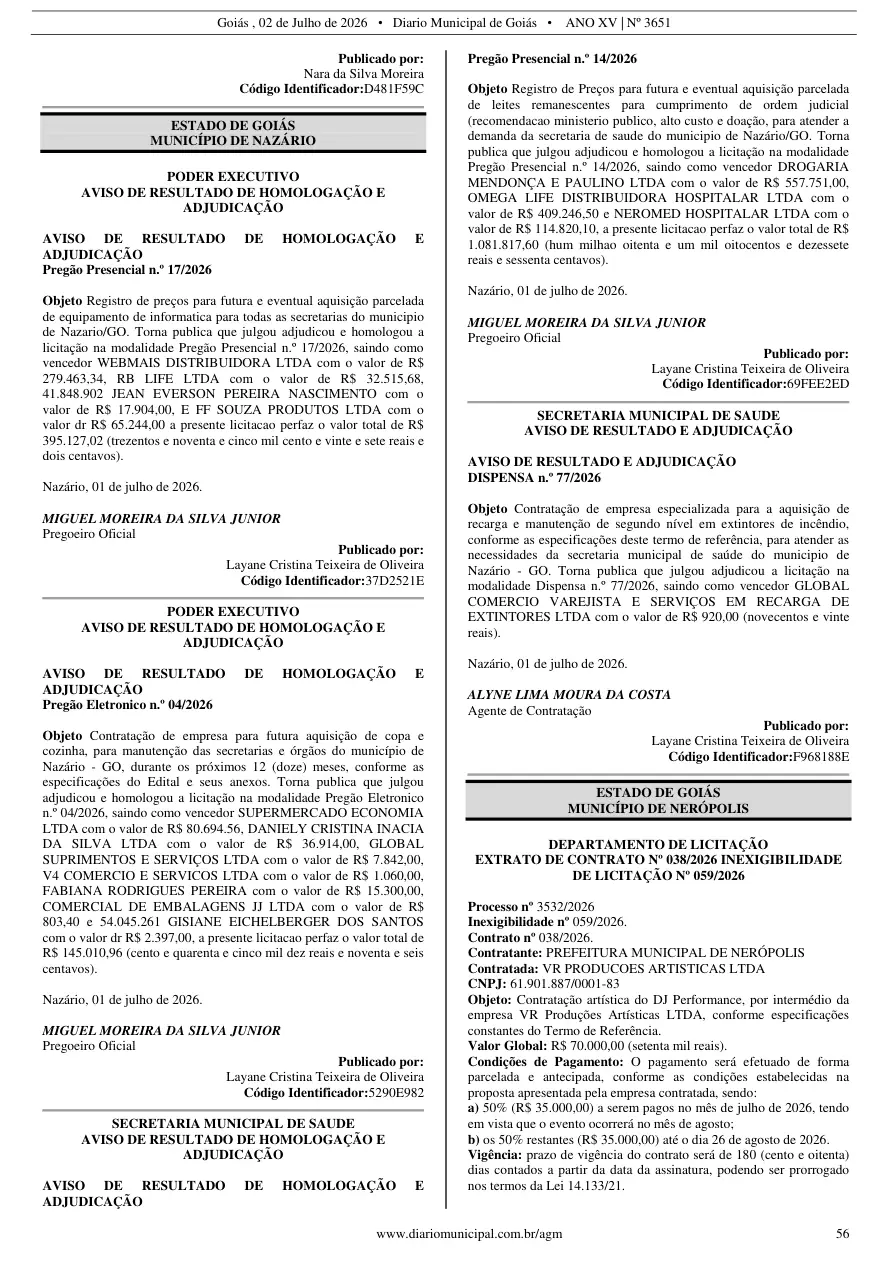 Goiás , 02 de Julho de 2026 • Diario Municipal de Goiás • ANO XV | Nº 3651
Publicado por:
Nara da Silva Moreira
Código Identificador:D481F59C
ESTADO DE GOIÁS
MUNICÍPIO DE NAZÁRIO
PODER EXECUTIVO
AVISO DE RESULTADO DE HOMOLOGAÇÃO E
ADJUDICAÇÃO
AVISO DE RESULTADO DE HOMOLOGAÇÃO E
ADJUDICAÇÃO
Pregão Presencial n.º 17/2026
Objeto Registro de preços para futura e eventual aquisição parcelada
de equipamento de informatica para todas as secretarias do municipio
de Nazario/GO. Torna publica que julgou adjudicou e homologou a
licitação na modalidade Pregão Presencial n.º 17/2026, saindo como
vencedor WEBMAIS DISTRIBUIDORA LTDA com o valor de R$
279.463,34, RB LIFE LTDA com o valor de R$ 32.515,68,
41.848.902 JEAN EVERSON PEREIRA NASCIMENTO com o
valor de R$ 17.904,00, E FF SOUZA PRODUTOS LTDA com o
valor dr R$ 65.244,00 a presente licitacao perfaz o valor total de R$
395.127,02 (trezentos e noventa e cinco mil cento e vinte e sete reais e
dois centavos).
Nazário, 01 de julho de 2026.
MIGUEL MOREIRA DA SILVA JUNIOR
Pregoeiro Oficial
Publicado por:
Layane Cristina Teixeira de Oliveira
Código Identificador:37D2521E
PODER EXECUTIVO
AVISO DE RESULTADO DE HOMOLOGAÇÃO E
ADJUDICAÇÃO
AVISO DE RESULTADO DE HOMOLOGAÇÃO E
ADJUDICAÇÃO
Pregão Eletronico n.º 04/2026
Objeto Contratação de empresa para futura aquisição de copa e
cozinha, para manutenção das secretarias e órgãos do município de
Nazário - GO, durante os próximos 12 (doze) meses, conforme as
especificações do Edital e seus anexos. Torna publica que julgou
adjudicou e homologou a licitação na modalidade Pregão Eletronico
n.º 04/2026, saindo como vencedor SUPERMERCADO ECONOMIA
LTDA com o valor de R$ 80.694.56, DANIELY CRISTINA INACIA
DA SILVA LTDA com o valor de R$ 36.914,00, GLOBAL
SUPRIMENTOS E SERVIÇOS LTDA com o valor de R$ 7.842,00,
V4 COMERCIO E SERVICOS LTDA com o valor de R$ 1.060,00,
FABIANA RODRIGUES PEREIRA com o valor de R$ 15.300,00,
COMERCIAL DE EMBALAGENS JJ LTDA com o valor de R$
803,40 e 54.045.261 GISIANE EICHELBERGER DOS SANTOS
com o valor dr R$ 2.397,00, a presente licitacao perfaz o valor total de
R$ 145.010,96 (cento e quarenta e cinco mil dez reais e noventa e seis
centavos).
Nazário, 01 de julho de 2026.
MIGUEL MOREIRA DA SILVA JUNIOR
Pregoeiro Oficial
Publicado por:
Layane Cristina Teixeira de Oliveira
Código Identificador:5290E982
SECRETARIA MUNICIPAL DE SAUDE
AVISO DE RESULTADO DE HOMOLOGAÇÃO E
ADJUDICAÇÃO
AVISO DE RESULTADO DE HOMOLOGAÇÃO E
ADJUDICAÇÃO
Pregão Presencial n.º 14/2026
Objeto Registro de Preços para futura e eventual aquisição parcelada
de leites remanescentes para cumprimento de ordem judicial
(recomendacao ministerio publico, alto custo e doação, para atender a
demanda da secretaria de saude do municipio de Nazário/GO. Torna
publica que julgou adjudicou e homologou a licitação na modalidade
Pregão Presencial n.º 14/2026, saindo como vencedor DROGARIA
MENDONÇA E PAULINO LTDA com o valor de R$ 557.751,00,
OMEGA LIFE DISTRIBUIDORA HOSPITALAR LTDA com o
valor de R$ 409.246,50 e NEROMED HOSPITALAR LTDA com o
valor de R$ 114.820,10, a presente licitacao perfaz o valor total de R$
1.081.817,60 (hum milhao oitenta e um mil oitocentos e dezessete
reais e sessenta centavos).
Nazário, 01 de julho de 2026.
MIGUEL MOREIRA DA SILVA JUNIOR
Pregoeiro Oficial
Publicado por:
Layane Cristina Teixeira de Oliveira
Código Identificador:69FEE2ED
SECRETARIA MUNICIPAL DE SAUDE
AVISO DE RESULTADO E ADJUDICAÇÃO
AVISO DE RESULTADO E ADJUDICAÇÃO
DISPENSA n.º 77/2026
Objeto Contratação de empresa especializada para a aquisição de
recarga e manutenção de segundo nível em extintores de incêndio,
conforme as especificações deste termo de referência, para atender as
necessidades da secretaria municipal de saúde do municipio de
Nazário - GO. Torna publica que julgou adjudicou a licitação na
modalidade Dispensa n.º 77/2026, saindo como vencedor GLOBAL
COMERCIO VAREJISTA E SERVIÇOS EM RECARGA DE
EXTINTORES LTDA com o valor de R$ 920,00 (novecentos e vinte
reais).
Nazário, 01 de julho de 2026.
ALYNE LIMA MOURA DA COSTA
Agente de Contratação
Publicado por:
Layane Cristina Teixeira de Oliveira
Código Identificador:F968188E
ESTADO DE GOIÁS
MUNICÍPIO DE NERÓPOLIS
DEPARTAMENTO DE LICITAÇÃO
EXTRATO DE CONTRATO Nº 038/2026 INEXIGIBILIDADE
DE LICITAÇÃO Nº 059/2026
Processo nº 3532/2026
Inexigibilidade nº 059/2026.
Contrato nº 038/2026.
Contratante: PREFEITURA MUNICIPAL DE NERÓPOLIS
Contratada: VR PRODUCOES ARTISTICAS LTDA
CNPJ: 61.901.887/0001-83
Objeto: Contratação artística do DJ Performance, por intermédio da
empresa VR Produções Artísticas LTDA, conforme especificações
constantes do Termo de Referência.
Valor Global: R$ 70.000,00 (setenta mil reais).
Condições de Pagamento: O pagamento será efetuado de forma
parcelada e antecipada, conforme as condições estabelecidas na
proposta apresentada pela empresa contratada, sendo:
a) 50% (R$ 35.000,00) a serem pagos no mês de julho de 2026, tendo
em vista que o evento ocorrerá no mês de agosto;
b) os 50% restantes (R$ 35.000,00) até o dia 26 de agosto de 2026.
Vigência: prazo de vigência do contrato será de 180 (cento e oitenta)
dias contados a partir da data da assinatura, podendo ser prorrogado
nos termos da Lei 14.133/21.
www.diariomunicipal.com.br/agm 56